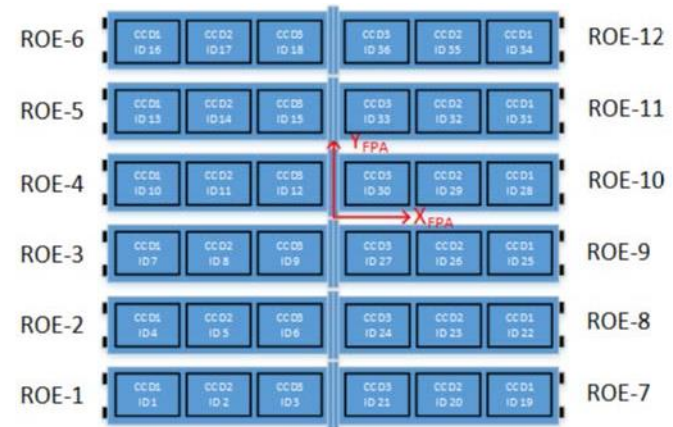 ROE-6 CCD1 CCD2 CCD3 CCD3 CCD2 CCD1 ROE-12
ID 16 ID 17 ID 18 ID 36 ID 35 ID 34
ROE-5 CCD1 CCD2 CCD3 CCD3 CCD2 CCD1 ROE-11
ID 13 ID 14 ID 15 ID 33 ID 32 ID 31
YFPA
ROE-4 CCD1 CCD2 CCD3 CCD3 CCD2 CCD1 ROE-10
ID 10 ID 11 ID 12 ID 30 ID 29 ID 28
XFPA
ROE-3 CCD1 CCD2 CCD3 CCD3 CCD2 CCD1 ROE-9
ID 7 ID 8 ID 9 ID 27 ID 26 ID 25
ROE-2 CCD1 CCD2 CCD3 CCD3 CCD2 CCD1 ROE-8
ID 4 ID 5 ID 6 ID 24 ID 23 ID 22
ROE-1 CCD1 CCD2 CCD3 CCD3 CCD2 CCD1 ROE-7
ID 1 ID 2 ID 3 ID 21 ID 20 ID 19